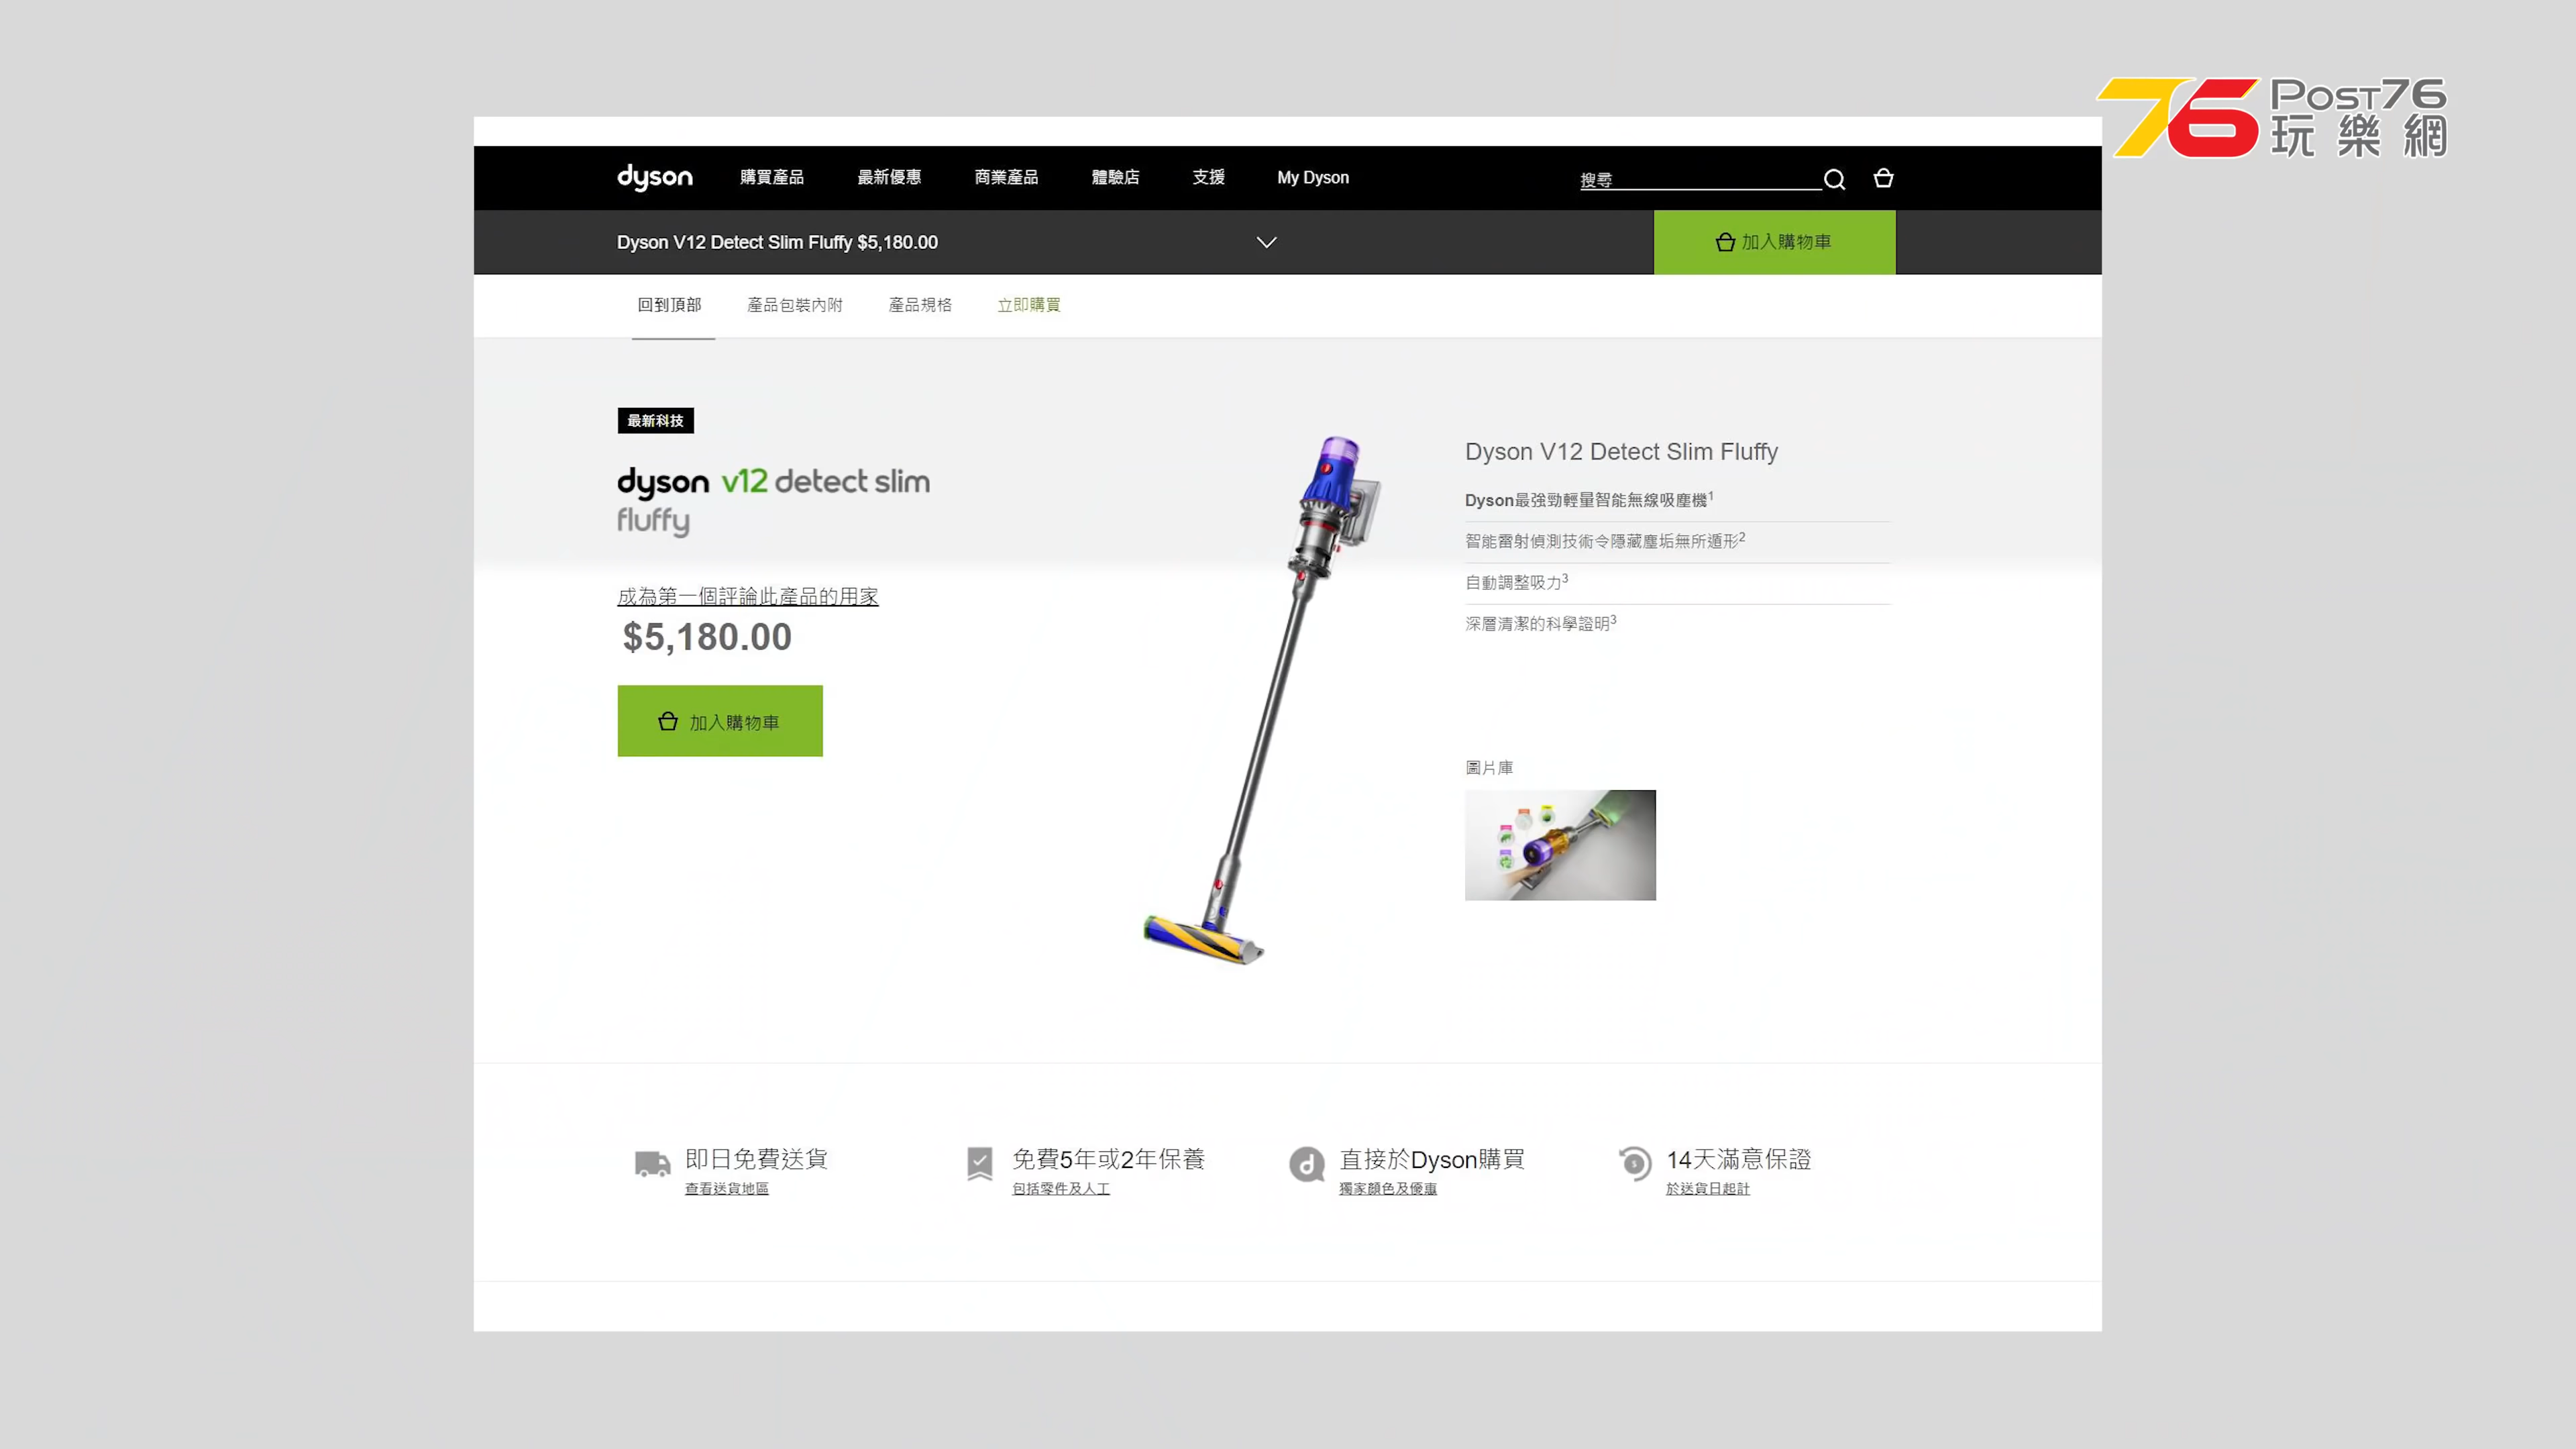 76 Post76
玩樂網
dyson 購買產品 最新優惠 商業產品 體驗店 支援 My Dyson 搜尋
Dyson V12 Detect Slim Fluffy $5,180.00 加入購物車
回到頂部 產品包裝內附 產品規格 立即購買
最新科技
dyson v12 detect slim
fluffy
成為第一個評論此產品的用家
$5,180.00
加入購物車
Dyson V12 Detect Slim Fluffy
Dyson最強勁輕量智能無線吸塵機1
智能雷射偵測技術令隱藏塵垢無所遁形2
自動調整吸力3
深層清潔的科學證明3
圖片庫
即日免費送貨
查看送貨地區
免費5年或2年保養
包括零件及人工
直接於Dyson購買
獨家顏色及優惠
14天滿意保證
於送貨日起計